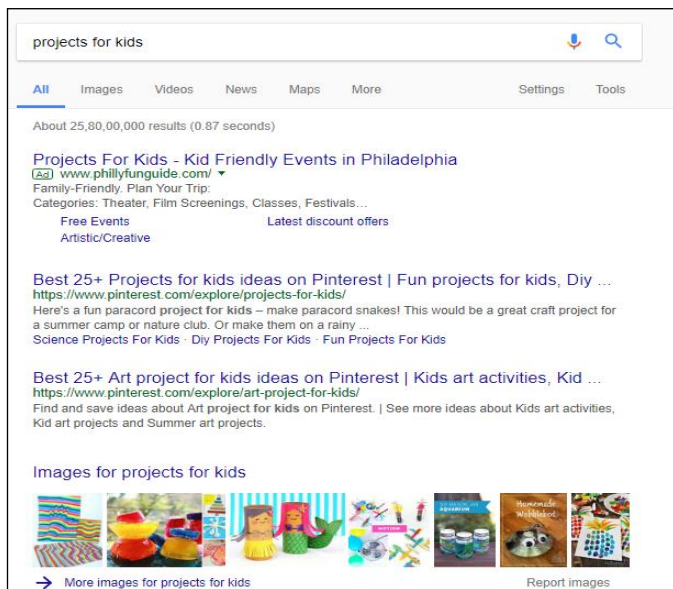 projects for kids
All Images Videos News Maps More Settings Tools
About 25,80,00,000 results (0.87 seconds)
Projects For Kids - Kid Friendly Events in Philadelphia
Ad www.phillyfunguide.com/
Family-Friendly. Plan Your Trip:
Categories: Theater, Film Screenings, Classes, Festivals...
Free Events Latest discount offers
Artistic/Creative
Best 25+ Projects for kids ideas on Pinterest | Fun projects for kids, Diy ...
https://www.pinterest.com/explore/projects-for-kids/
Here's a fun paracord project for kids – make paracord snakes! This would be a great craft project for
a summer camp or nature club. Or make them on a rainy ...
Science Projects For Kids · Diy Projects For Kids · Fun Projects For Kids
Best 25+ Art project for kids ideas on Pinterest | Kids art activities, Kid ...
https://www.pinterest.com/explore/art-project-for-kids/
Find and save ideas about Art project for kids on Pinterest. | See more ideas about Kids art activities,
Kid art projects and Summer art projects.
Images for projects for kids
AQUARIUM
Homemade
Wobblebot
More images for projects for kids Report images